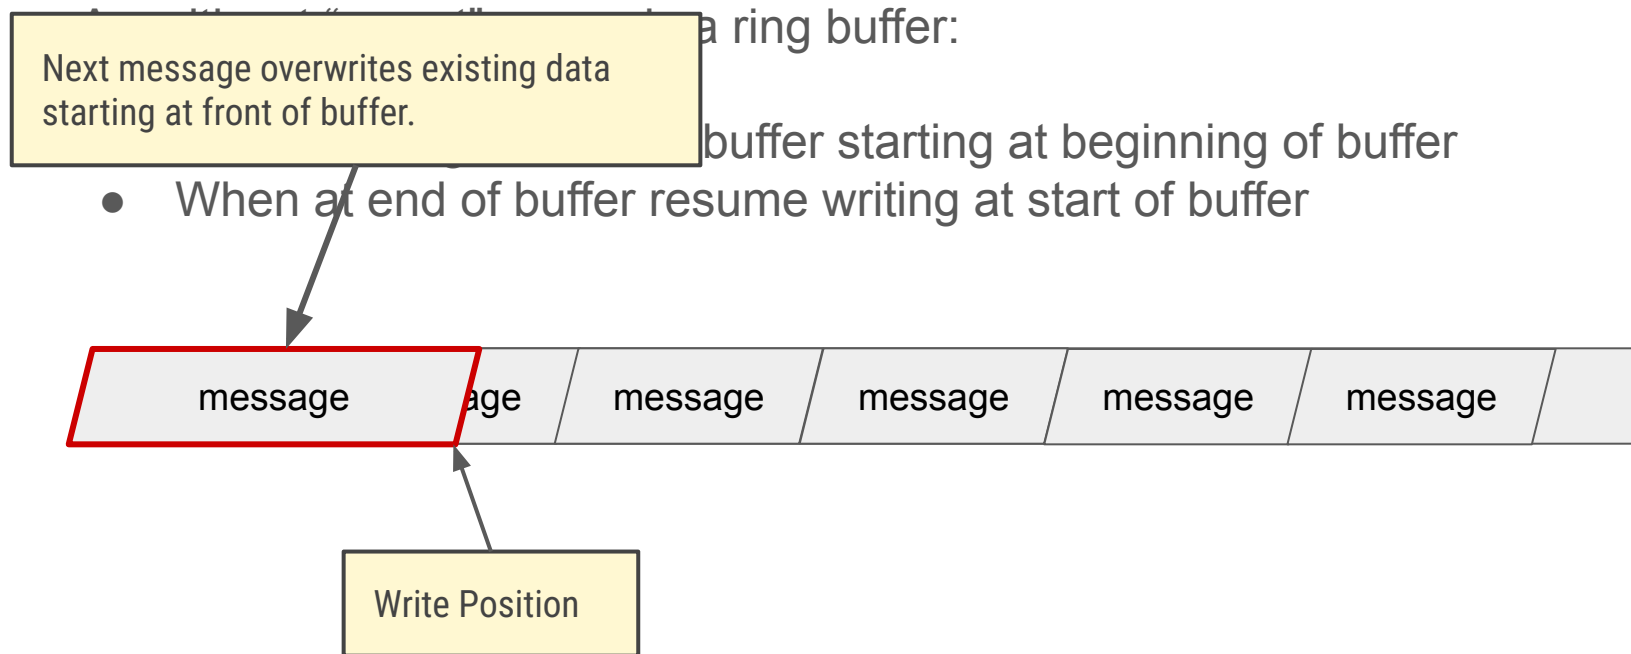 a ring buffer:
Next message overwrites existing data
starting at front of buffer.
buffer starting at beginning of buffer
● When at end of buffer resume writing at start of buffer
message age message message message message
Write Position